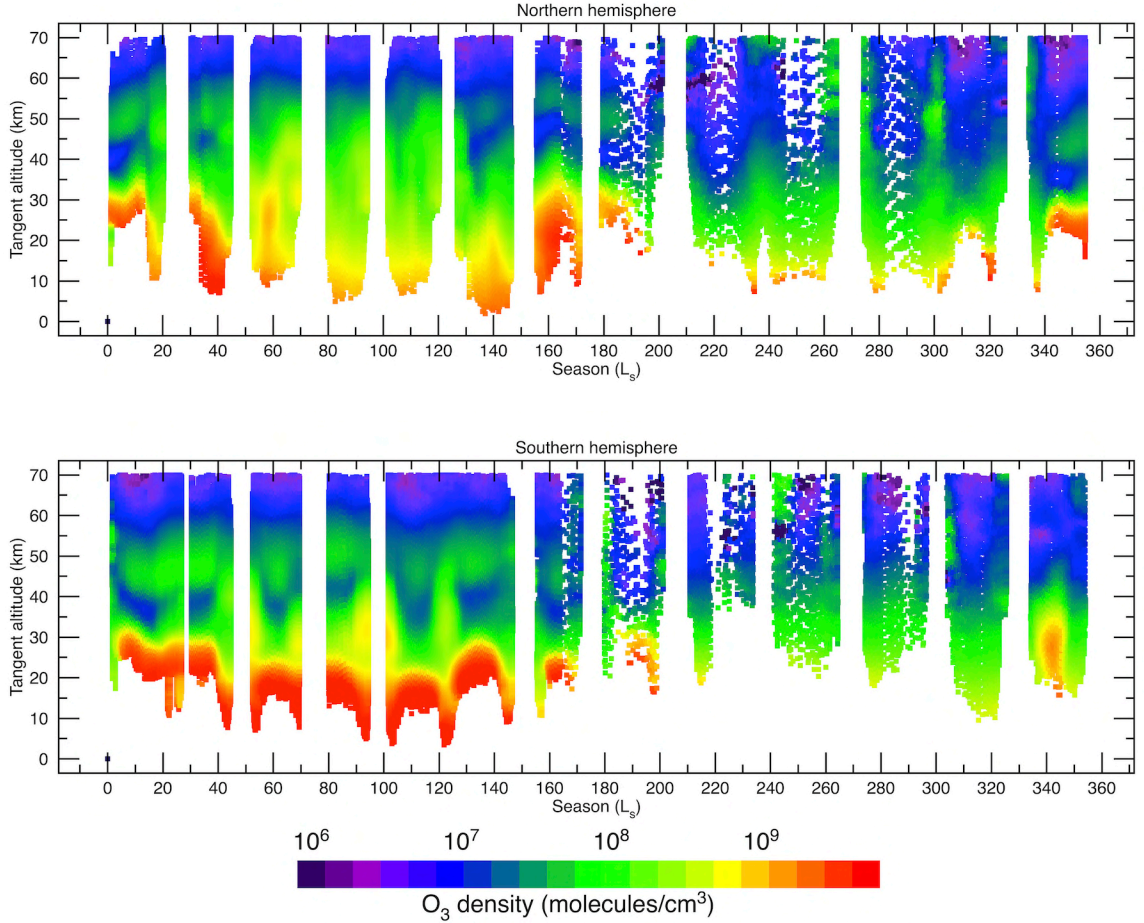 Northern hemisphere
70
60
50
40
30
20
10
0
Tangent altitude (km)
0 20 40 60 80 100 120 140 160 180 200 220 240 260 280 300 320 340 360
Season (Ls)
Southern hemisphere
70
60
50
40
30
20
10
0
Tangent altitude (km)
0 20 40 60 80 100 120 140 160 180 200 220 240 260 280 300 320 340 360
Season (Ls)
10⁶ 10⁷ 10⁸ 10⁹
O₃ density (molecules/cm³)